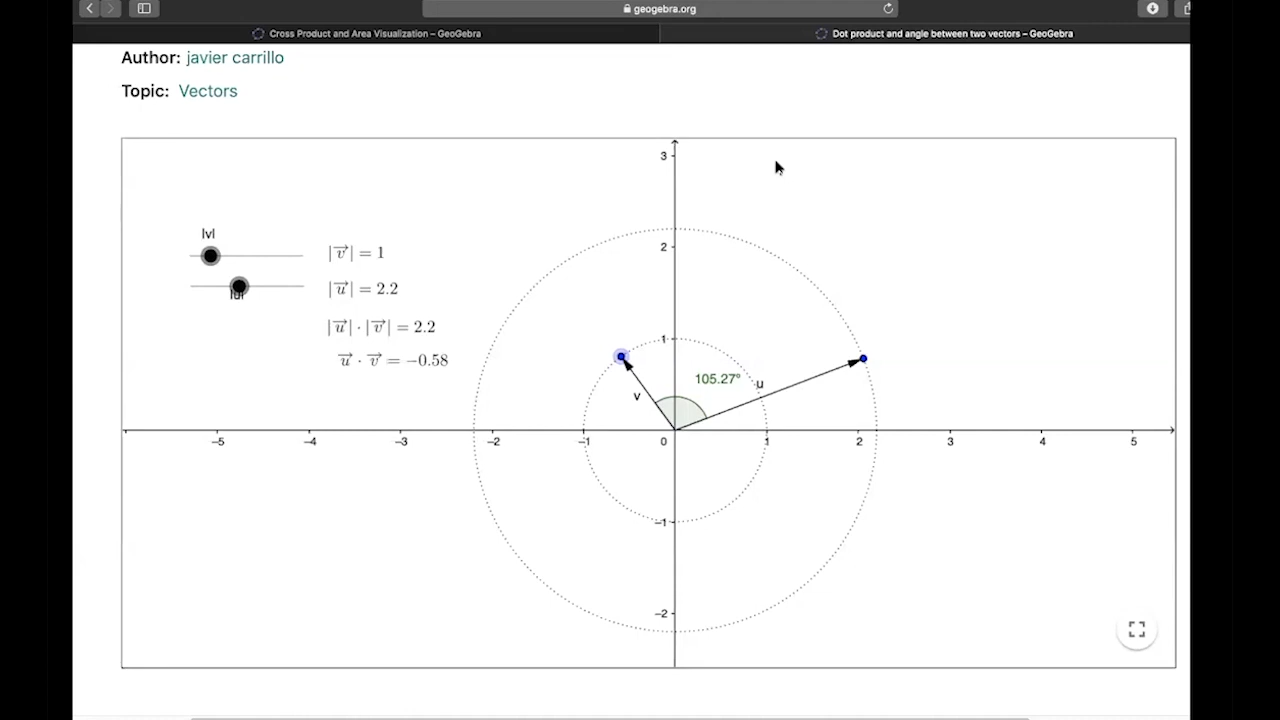 geogebra.org
Cross Product and Area Visualization – GeoGebra
Dot product and angle between two vectors – GeoGebra
Author: javier carrillo
Topic: Vectors
|v|
|v⃗| = 1
|u|
|u⃗| = 2.2
|u⃗| · |v⃗| = 2.2
u⃗ · v⃗ = −0.58
3
2
1
105.27°
u
v
–5 –4 –3 –2 –1 0 1 2 3 4 5
–1
–2